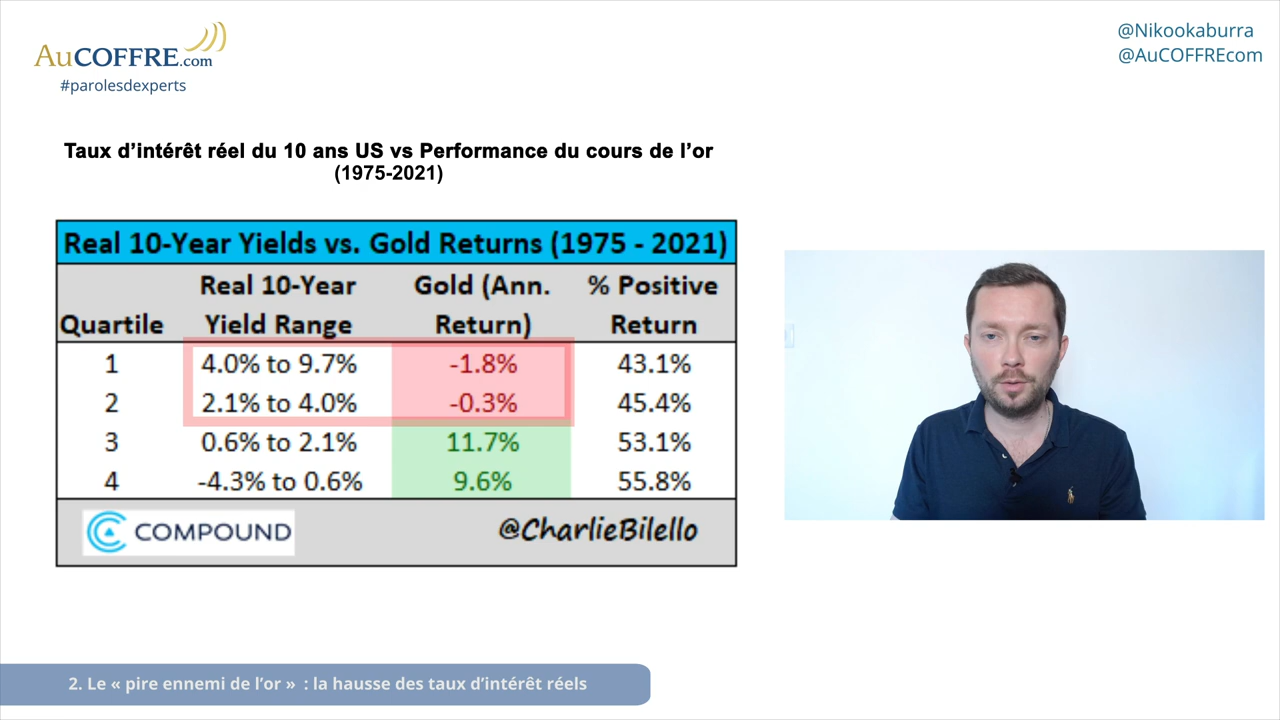 AuCOFFRE.com
#parolesdexperts
@Nikookaburra
@AuCOFFREcom
Taux d’intérêt réel du 10 ans US vs Performance du cours de l’or
(1975-2021)
Real 10-Year Yields vs. Gold Returns (1975 - 2021)
Quartile Real 10-Year Yield Range Gold (Ann. Return) % Positive Return
1 4.0% to 9.7% -1.8% 43.1%
2 2.1% to 4.0% -0.3% 45.4%
3 0.6% to 2.1% 11.7% 53.1%
4 -4.3% to 0.6% 9.6% 55.8%
COMPOUND @CharlieBilello
2. Le « pire ennemi de l’or » : la hausse des taux d’intérêt réels